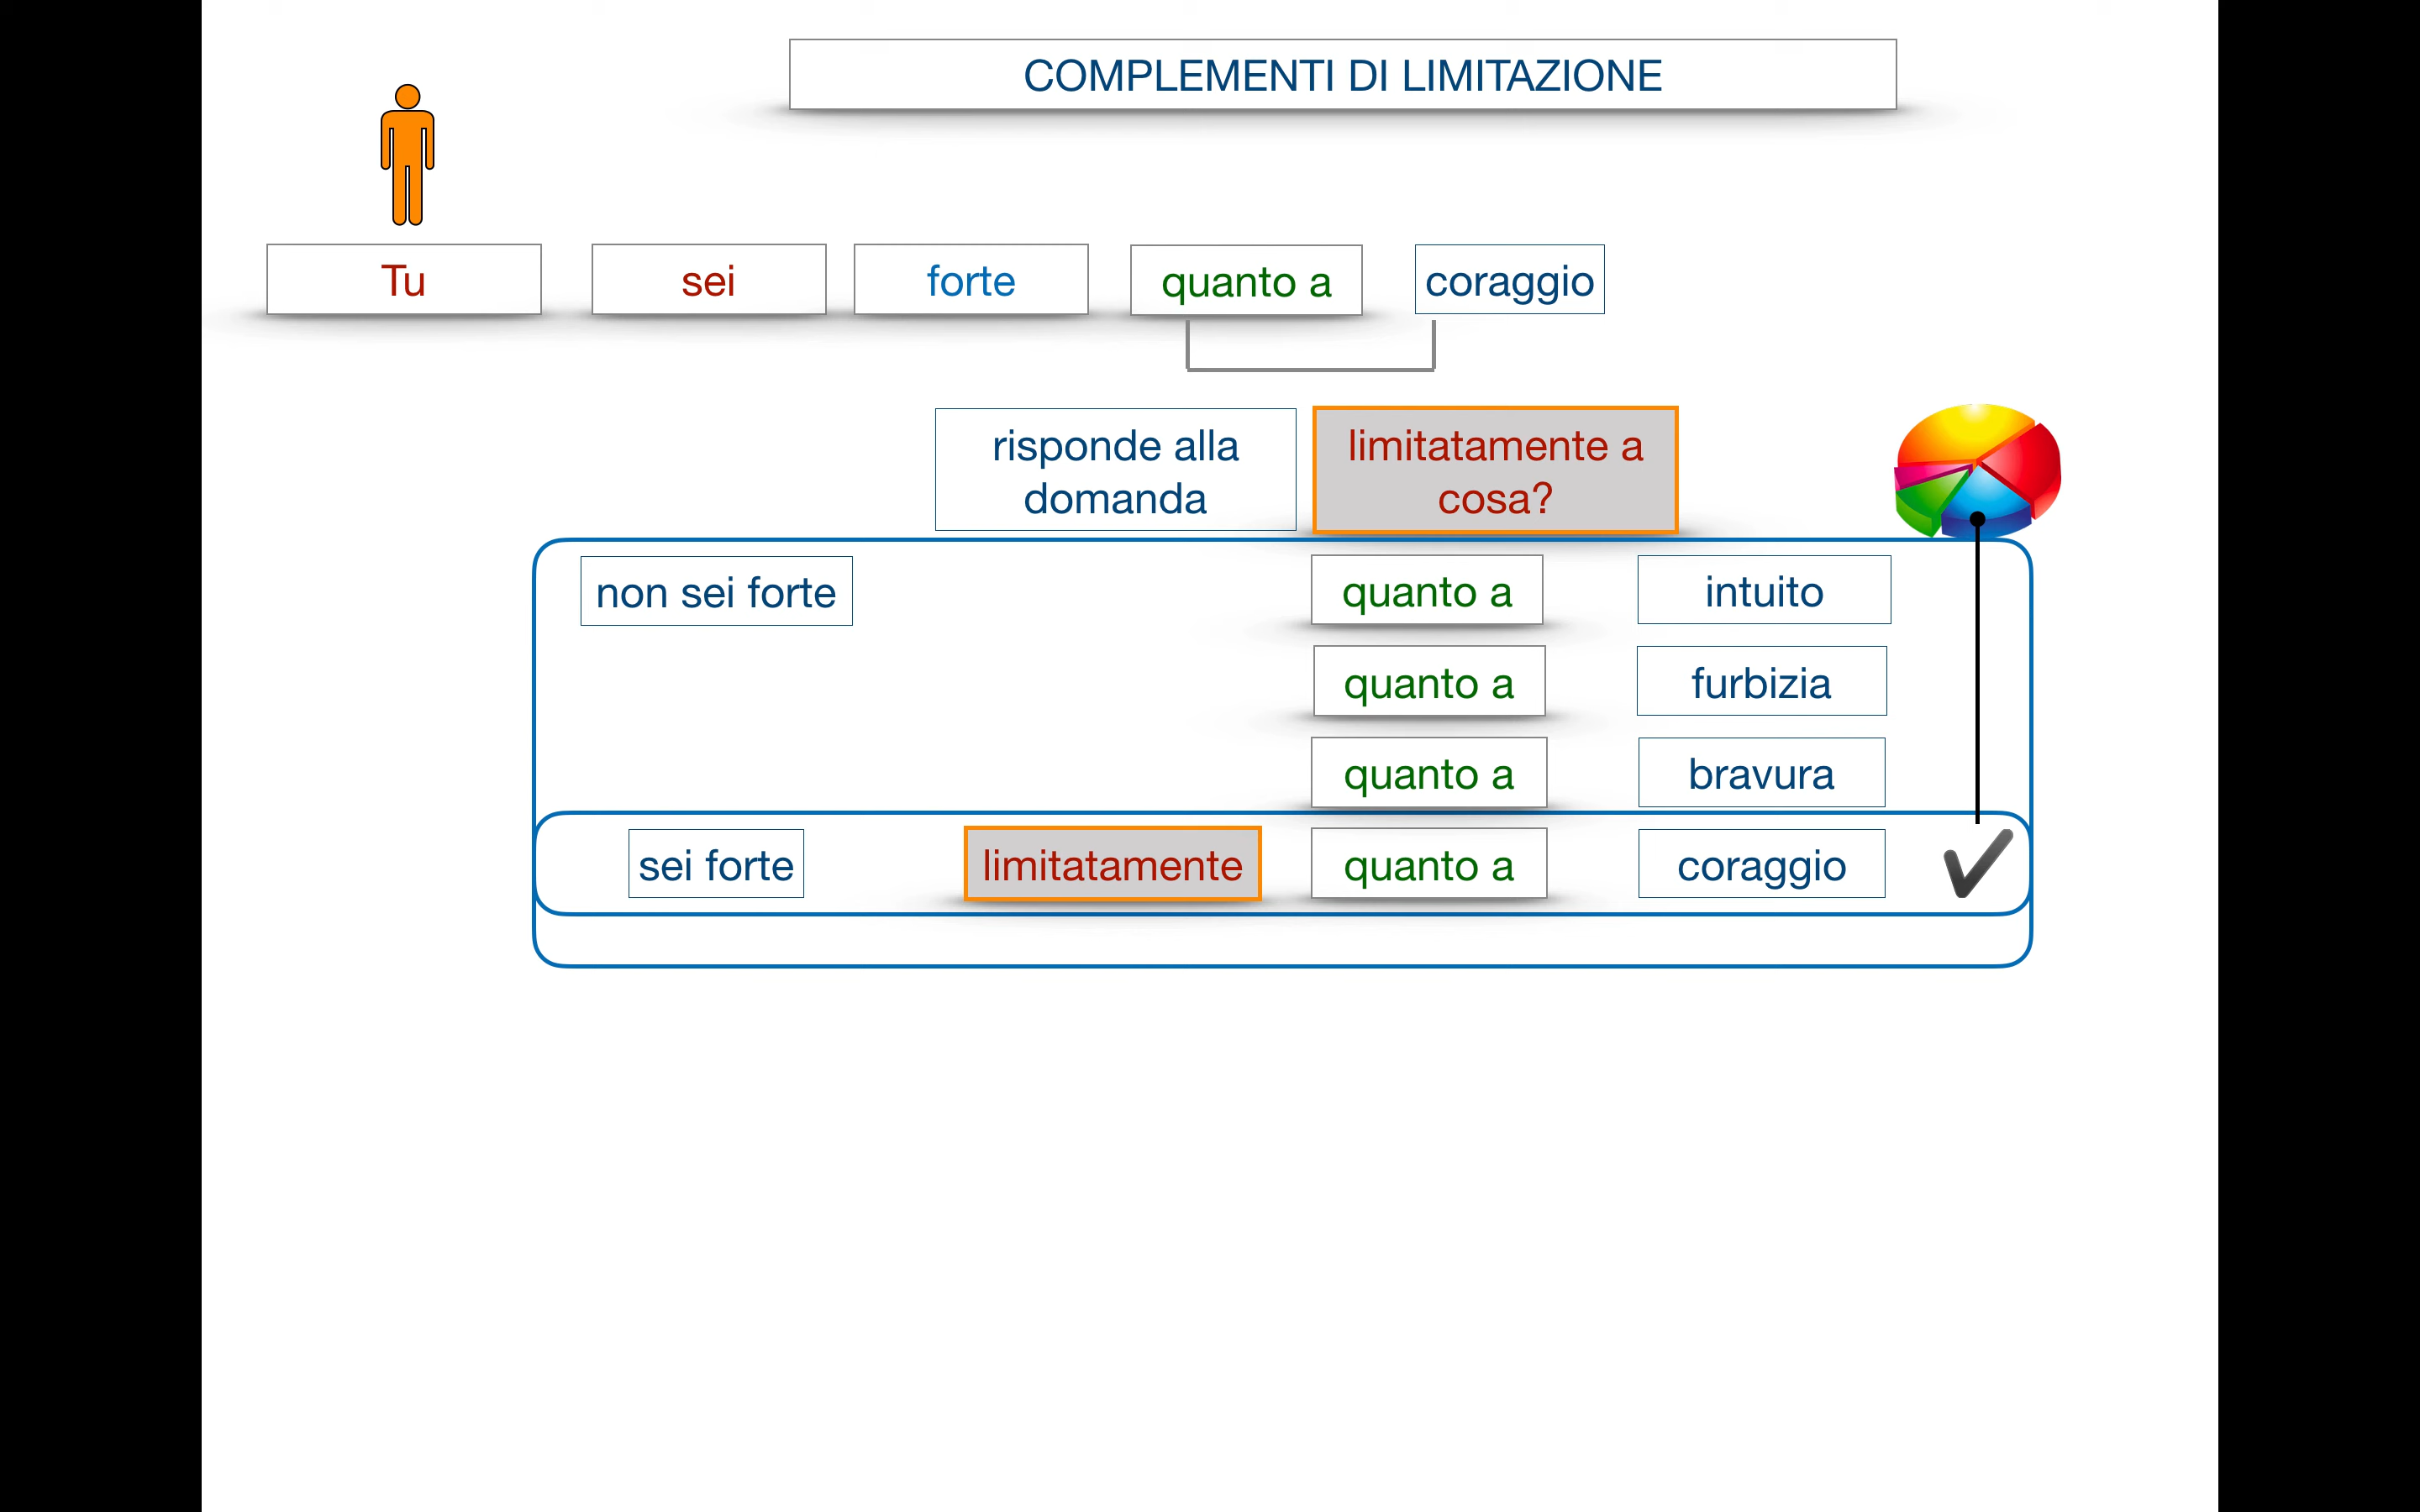 COMPLEMENTI DI LIMITAZIONE
Tu sei forte quanto a coraggio
risponde alla
domanda
limitatamente a
cosa?
non sei forte quanto a intuito
quanto a furbizia
quanto a bravura
sei forte limitatamente quanto a coraggio